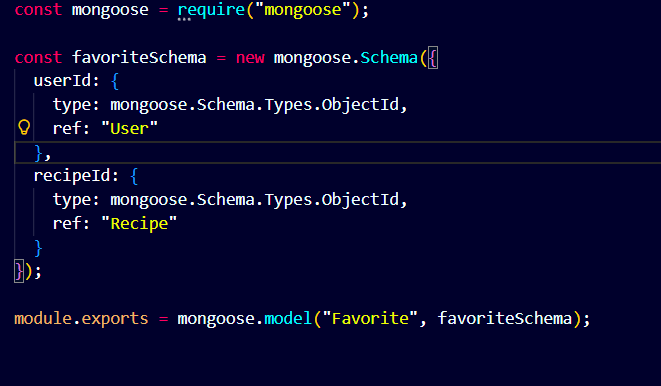 const mongoose = require("mongoose");
const favoriteSchema = new mongoose.Schema({
userId: {
type: mongoose.Schema.Types.ObjectId,
ref: "User"
},
recipeId: {
type: mongoose.Schema.Types.ObjectId,
ref: "Recipe"
}
});
module.exports = mongoose.model("Favorite", favoriteSchema);